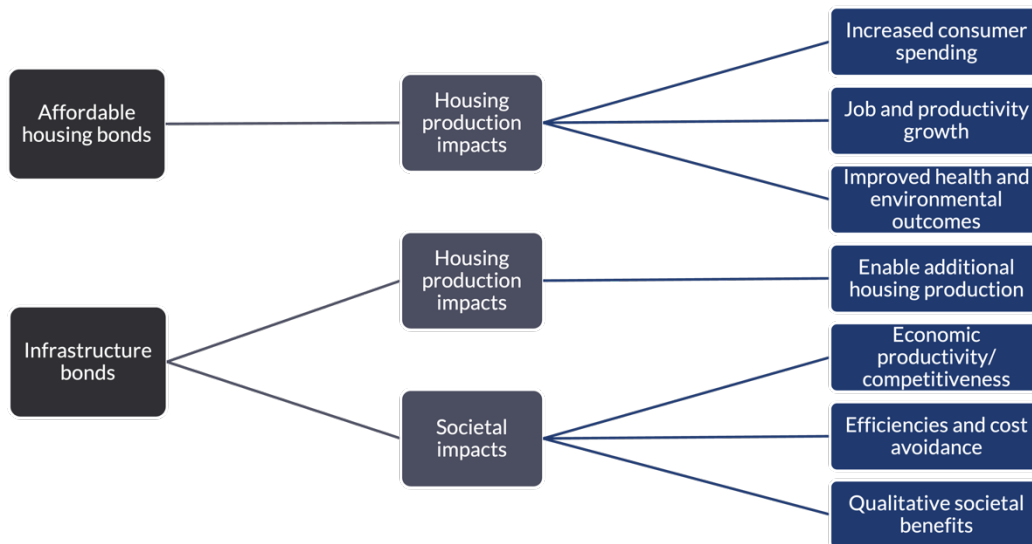 Affordable
housing bonds
Housing
production
impacts
Increased consumer
spending
Job and productivity
growth
Improved health and
environmental
outcomes
Infrastructure
bonds
Housing
production
impacts
Enable additional
housing production
Societal
impacts
Economic
productivity/
competitiveness
Efficiencies and cost
avoidance
Qualitative societal
benefits